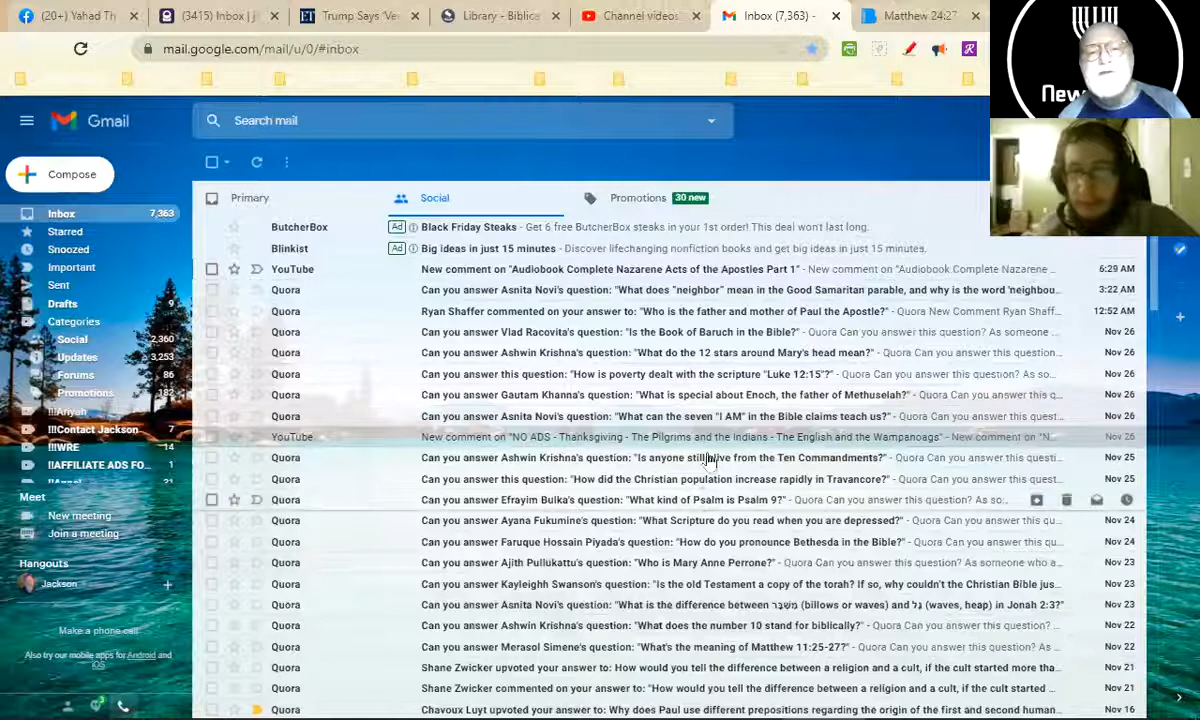 (20+) Yahad Th
(3415) Inbox | j
Trump Says 'Ve
Library - Biblica
Channel videos
Inbox (7,363) -
Matthew 24:27
mail.google.com/mail/u/0/#inbox
Gmail
Search mail
Compose
Inbox 7,363
Starred
Snoozed
Important
Sent
Drafts 9
Categories
Social 2,360
Updates 3,253
Forums 86
Promotions 182
!!!Ariyah
!!!Contact Jackson 7
!!!WRE 14
!!AFFILIATE ADS FO... 1
Meet
New meeting
Join a meeting
Hangouts
Jackson
Make a phone call
Also try our mobile apps for Android and
iOS
Primary
Social
Promotions 30 new
ButcherBox Ad Black Friday Steaks - Get 6 free ButcherBox steaks in your 1st order! This deal won't last long.
Blinkist Ad Big ideas in just 15 minutes - Discover lifechanging nonfiction books and get big ideas in just 15 minutes.
YouTube New comment on "Audiobook Complete Nazarene Acts of the Apostles Part 1" - New comment on "Audiobook Complete Nazarene ... 6:29 AM
Quora Can you answer Asnita Novi's question: "What does "neighbor" mean in the Good Samaritan parable, and why is the word 'neighbou... 3:22 AM
Quora Ryan Shaffer commented on your answer to: "Who is the father and mother of Paul the Apostle?" - Quora New Comment Ryan Shaff... 12:52 AM
Quora Can you answer Vlad Racovita's question: "Is the Book of Baruch in the Bible?" - Quora Can you answer this question? As someone ... Nov 26
Quora Can you answer Ashwin Krishna's question: "What do the 12 stars around Mary's head mean?" - Quora Can you answer this question... Nov 26
Quora Can you answer this question: "How is poverty dealt with the scripture "Luke 12:15"?" - Quora Can you answer this question? As so... Nov 26
Quora Can you answer Gautam Khanna's question: "What is special about Enoch, the father of Methuselah?" - Quora Can you answer this q... Nov 26
Quora Can you answer Asnita Novi's question: "What can the seven "I AM" in the Bible claims teach us?" - Quora Can you answer this quest... Nov 26
YouTube New comment on "NO ADS - Thanksgiving - The Pilgrims and the Indians - The English and the Wampanoags" - New comment on "N... Nov 26
Quora Can you answer Ashwin Krishna's question: "Is anyone still live from the Ten Commandments?" - Quora Can you answer this questi... Nov 25
Quora Can you answer this question: "How did the Christian population increase rapidly in Travancore?" - Quora Can you answer this qu... Nov 25
Quora Can you answer Efrayim Bulka's question: "What kind of Psalm is Psalm 9?" - Quora Can you answer this question? As so...
Quora Can you answer Ayana Fukumine's question: "What Scripture do you read when you are depressed?" - Quora Can you answer this qu... Nov 24
Quora Can you answer Faruque Hossain Piyada's question: "How do you pronounce Bethesda in the Bible?" - Quora Can you answer this q... Nov 24
Quora Can you answer Ajith Pullukattu's question: "Who is Mary Anne Perrone?" - Quora Can you answer this question? As someone who a... Nov 23
Quora Can you answer Kayleigh Swanson's question: "Is the old Testament a copy of the torah? If so, why couldn't the Christian Bible jus... Nov 23
Quora Can you answer Asnita Novi's question: "What is the difference between מִשְׁבָּר (billows or waves) and גַּל (waves, heap) in Jonah 2:3?" Nov 23
Quora Can you answer Ashwin Krishna's question: "What does the number 10 stand for biblically?" - Quora Can you answer this question? ... Nov 22
Quora Can you answer Merasol Simene's question: "What's the meaning of Matthew 11:25-27?" - Quora Can you answer this question? As ... Nov 22
Quora Shane Zwicker upvoted your answer to: How would you tell the difference between a religion and a cult, if the cult started more tha... Nov 21
Quora Shane Zwicker commented on your answer to: "How would you tell the difference between a religion and a cult, if the cult started ... Nov 21
Quora Chavoux Luyt upvoted your answer to: Why does Paul use different prepositions regarding the origin of the first and second human... Nov 16